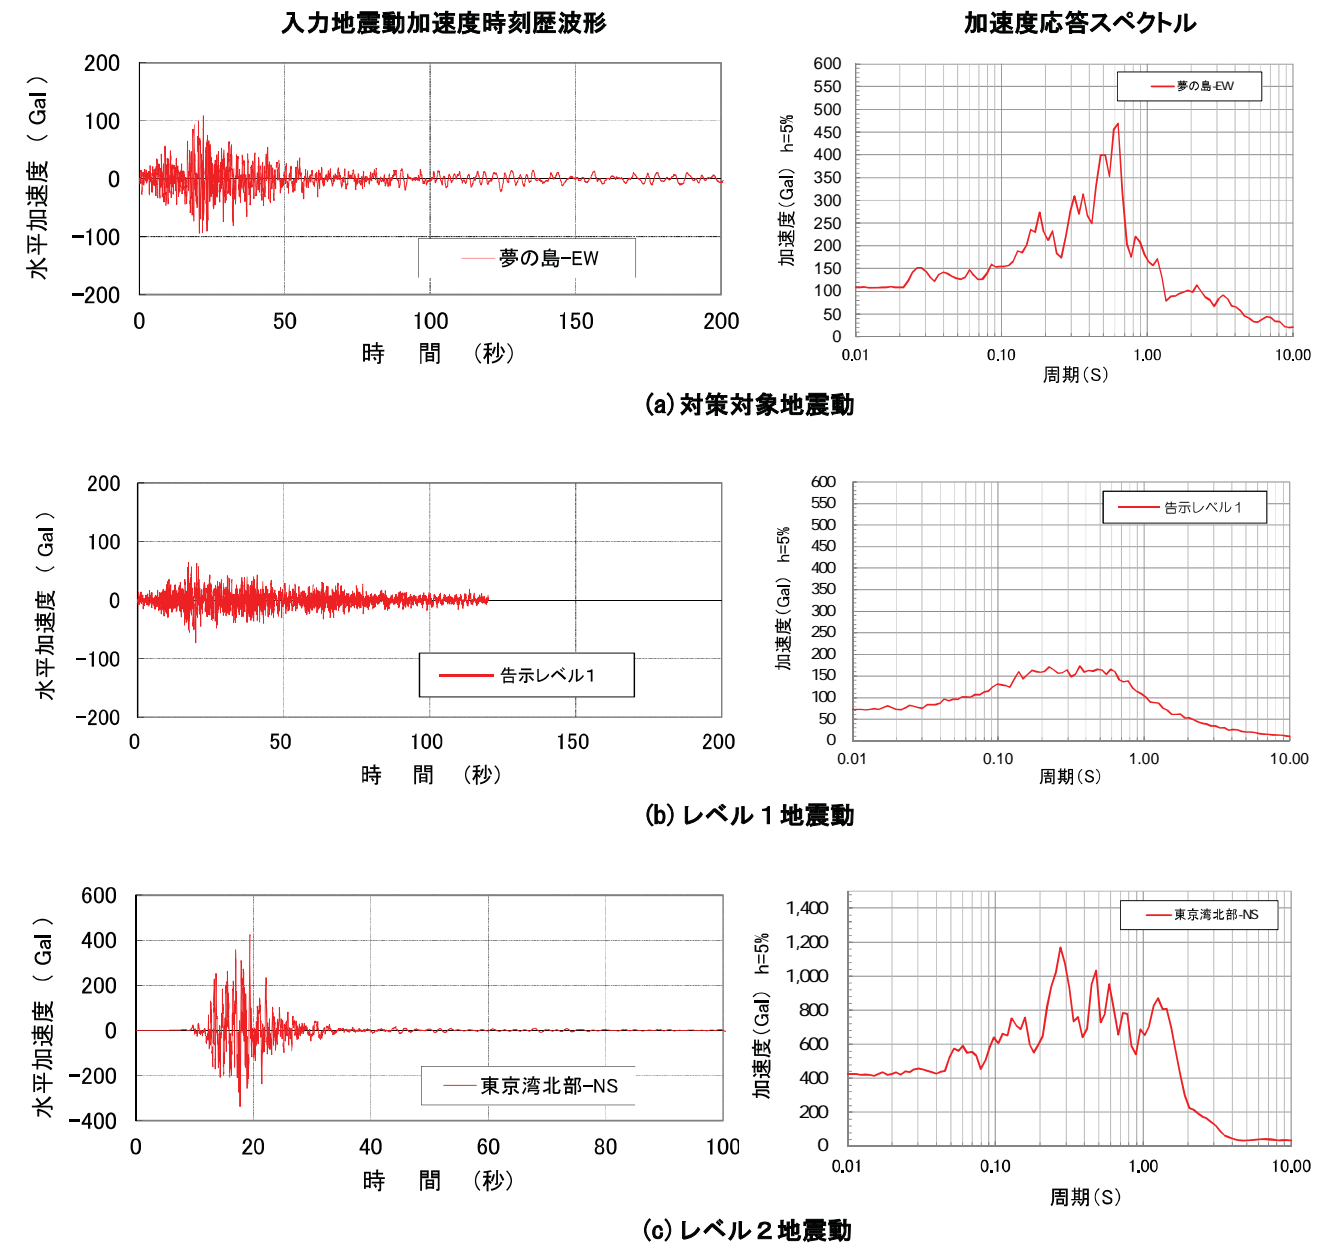 入力地震動加速度時刻歴波形
加速度応答スペクトル
水平加速度 (Gal)
200
100
0
-100
-200
夢の島-EW
0 50 100 150 200
時 間 (秒)
加速度(Gal) h=5%
600
550
500
450
400
350
300
250
200
150
100
50
0
夢の島-EW
0.01 0.10 1.00 10.00
周期(S)
(a)対策対象地震動
水平加速度 (Gal)
200
100
0
-100
-200
告示レベル1
0 50 100 150 200
時 間 (秒)
加速度(Gal) h=5%
600
550
500
450
400
350
300
250
200
150
100
50
0
告示レベル1
0.01 0.10 1.00 10.00
周期(S)
(b)レベル1地震動
水平加速度 (Gal)
600
400
200
0
-200
-400
東京湾北部-NS
0 20 40 60 80 100
時 間 (秒)
加速度(Gal) h=5%
1,400
1,200
1,000
800
600
400
200
0
東京湾北部-NS
0.01 0.10 1.00 10.00
周期(S)
(c)レベル2地震動